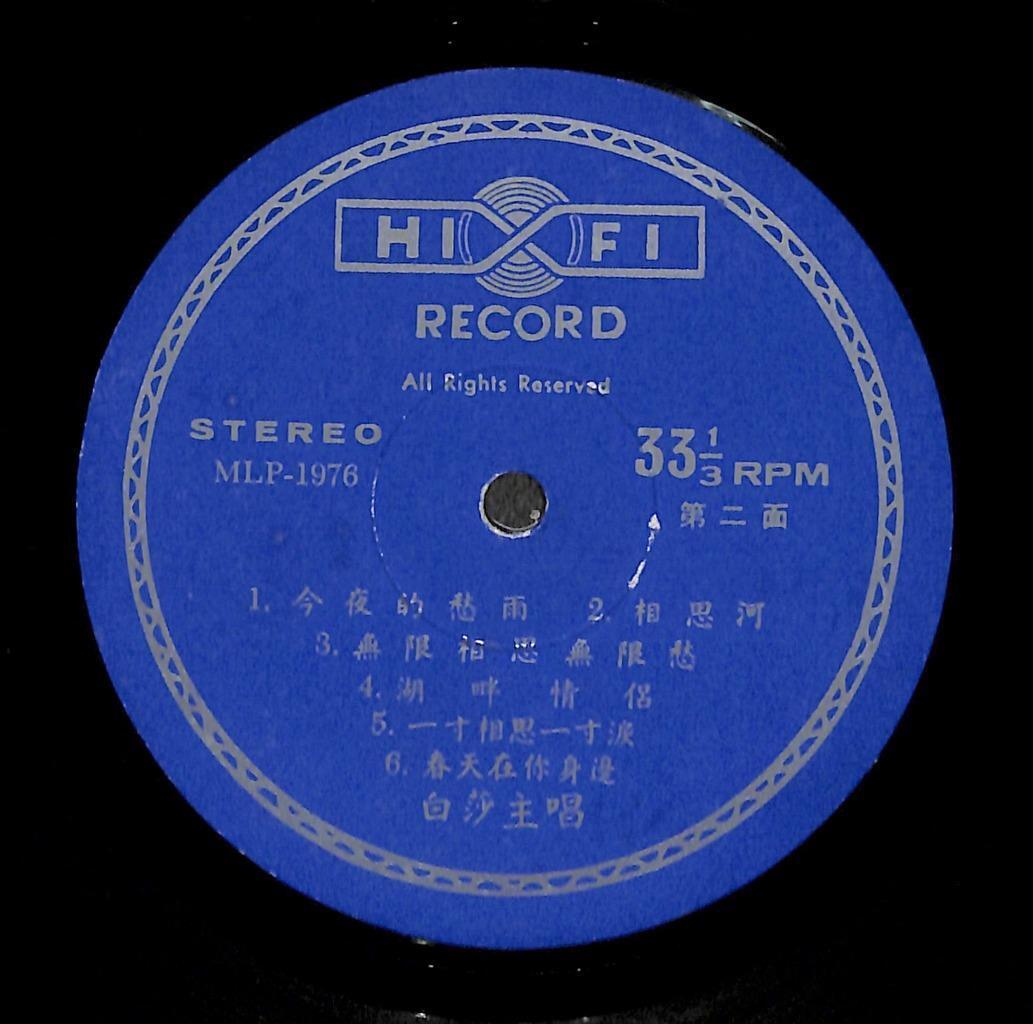 HI FI
RECORD
All Rights Reserved
STEREO
MLP-1976
33 1/3 RPM
第二面
1. 今夜的愁雨 2. 相思河
3. 無限相思無限愁
4. 湖畔情侶
5. 一寸相思一寸淚
6. 春天在你身邊
白莎主唱